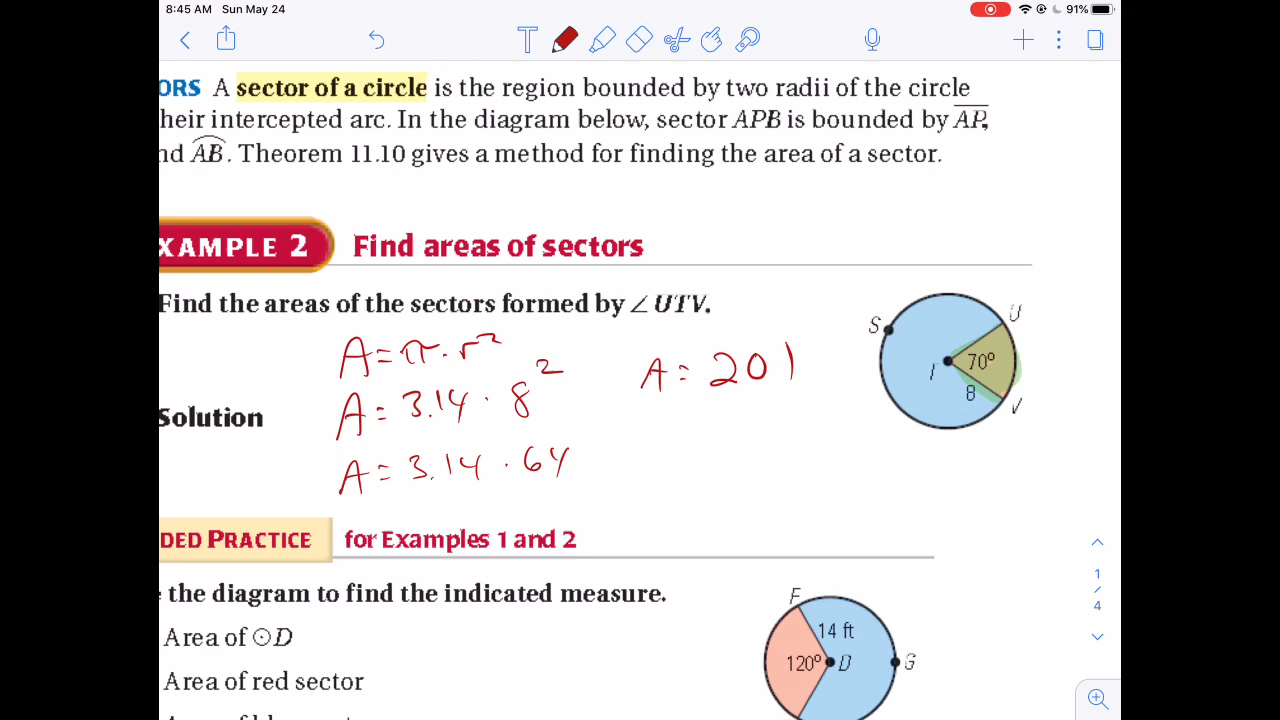 8:45 AM Sun May 24
91%
ORS A sector of a circle is the region bounded by two radii of the circle
heir intercepted arc. In the diagram below, sector APB is bounded by AP,
nd AB. Theorem 11.10 gives a method for finding the area of a sector.
XAMPLE 2 Find areas of sectors
Find the areas of the sectors formed by ∠UTV.
A = π · r²
A = 3.14 · 8²
A = 3.14 · 64
A = 201
Solution
S
U
70°
8
V
DED PRACTICE for Examples 1 and 2
the diagram to find the indicated measure.
Area of ⊙D
Area of red sector
F
14 ft
120°
D
G
1
/
4